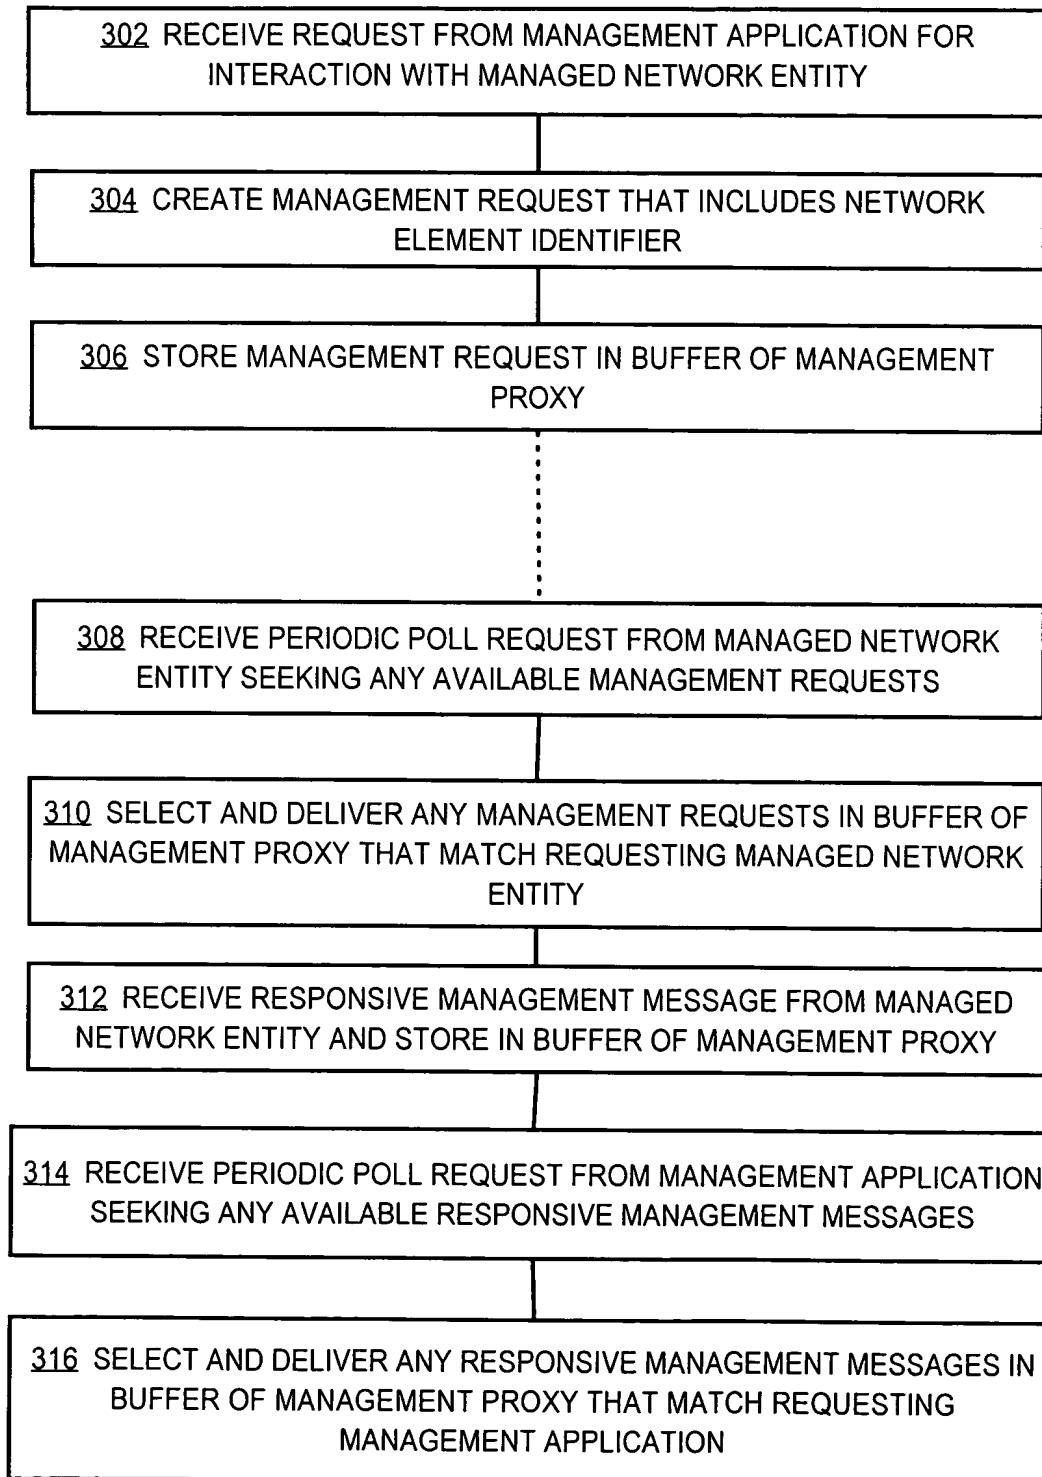 302 RECEIVE REQUEST FROM MANAGEMENT APPLICATION FOR
INTERACTION WITH MANAGED NETWORK ENTITY
304 CREATE MANAGEMENT REQUEST THAT INCLUDES NETWORK
ELEMENT IDENTIFIER
306 STORE MANAGEMENT REQUEST IN BUFFER OF MANAGEMENT
PROXY
308 RECEIVE PERIODIC POLL REQUEST FROM MANAGED NETWORK
ENTITY SEEKING ANY AVAILABLE MANAGEMENT REQUESTS
310 SELECT AND DELIVER ANY MANAGEMENT REQUESTS IN BUFFER OF
MANAGEMENT PROXY THAT MATCH REQUESTING MANAGED NETWORK
ENTITY
312 RECEIVE RESPONSIVE MANAGEMENT MESSAGE FROM MANAGED
NETWORK ENTITY AND STORE IN BUFFER OF MANAGEMENT PROXY
314 RECEIVE PERIODIC POLL REQUEST FROM MANAGEMENT APPLICATION
SEEKING ANY AVAILABLE RESPONSIVE MANAGEMENT MESSAGES
316 SELECT AND DELIVER ANY RESPONSIVE MANAGEMENT MESSAGES IN
BUFFER OF MANAGEMENT PROXY THAT MATCH REQUESTING
MANAGEMENT APPLICATION